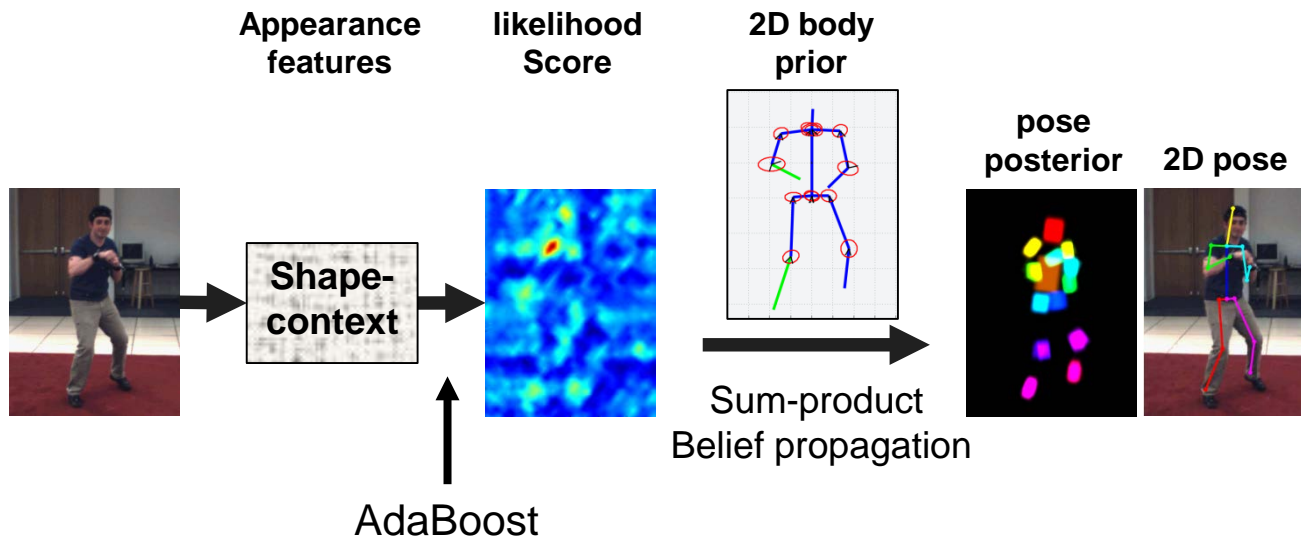 Appearance
features
likelihood
Score
2D body
prior
pose
posterior
2D pose
Shape-
context
Sum-product
Belief propagation
AdaBoost